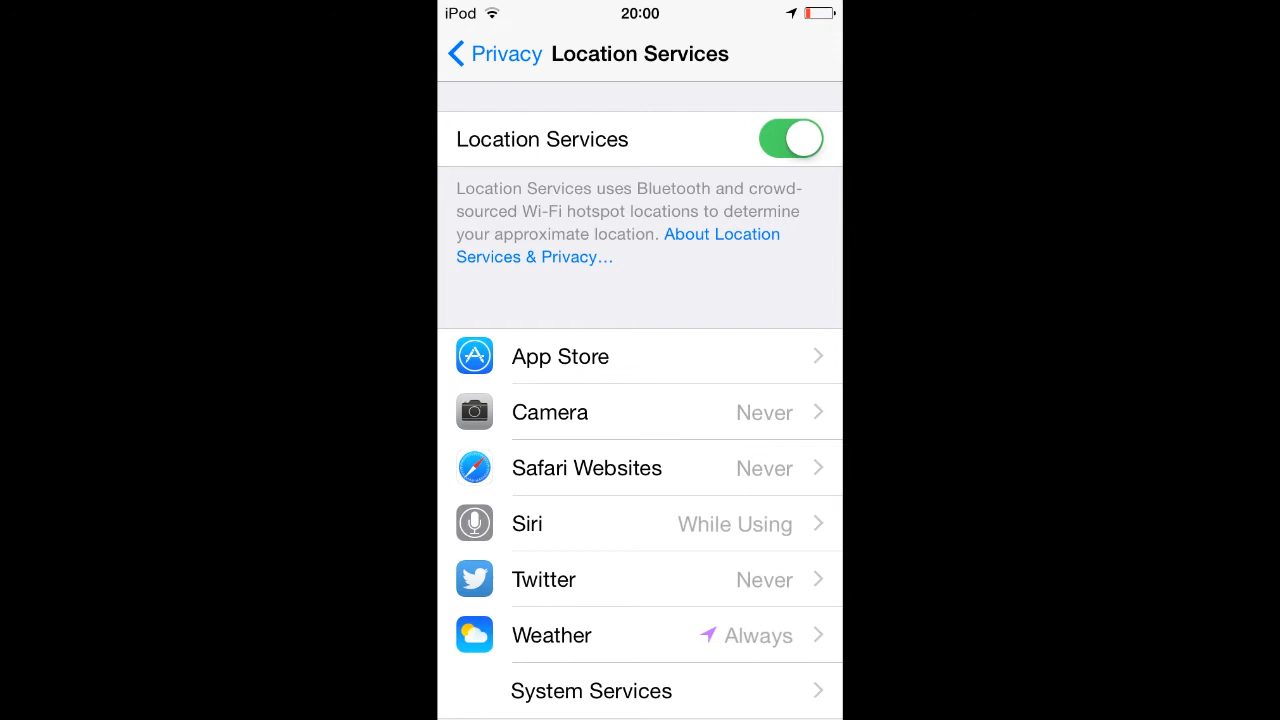 iPod 20:00
Privacy Location Services
Location Services
Location Services uses Bluetooth and crowd-
sourced Wi-Fi hotspot locations to determine
your approximate location. About Location
Services & Privacy…
App Store
Camera Never
Safari Websites Never
Siri While Using
Twitter Never
Weather Always
System Services